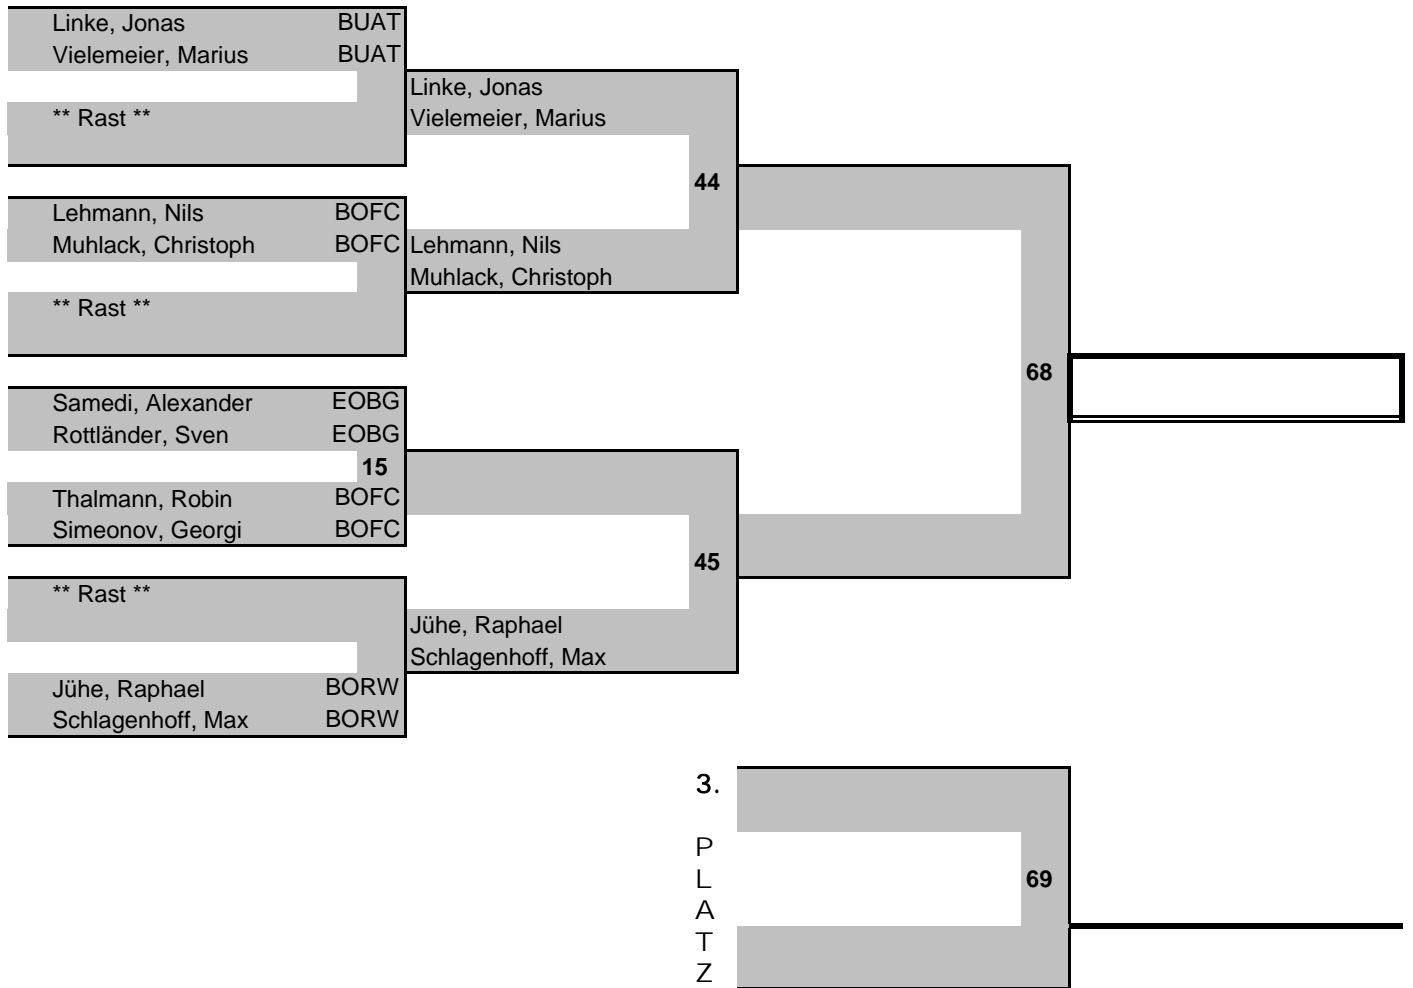 Linke, Jonas BUAT
Vielemeier, Marius BUAT
** Rast **
Lehmann, Nils BOFC
Muhlack, Christoph BOFC
** Rast **
Samedi, Alexander EOBG
Rottländer, Sven EOBG
15
Thalmann, Robin BOFC
Simeonov, Georgi BOFC
** Rast **
Jühe, Raphael BORW
Schlagenhoff, Max BORW
Linke, Jonas
Vielemeier, Marius
44
Lehmann, Nils
Muhlack, Christoph
45
Jühe, Raphael
Schlagenhoff, Max
68
3.
P
L
A
T
Z
69